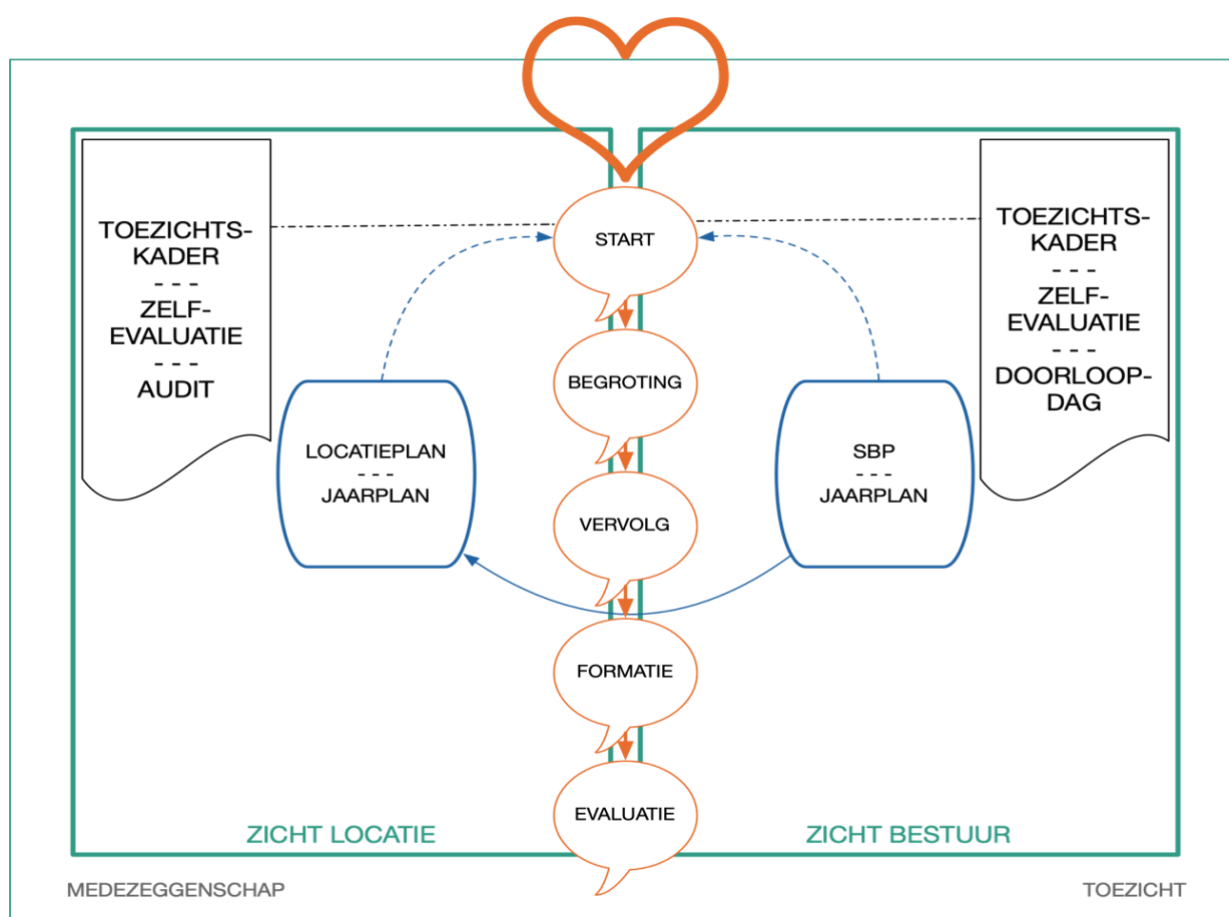 TOEZICHTS-
KADER
- - -
ZELF-
EVALUATIE
- - -
AUDIT
LOCATIEPLAN
- - -
JAARPLAN
START
BEGROTING
VERVOLG
FORMATIE
EVALUATIE
SBP
- - -
JAARPLAN
TOEZICHTS-
KADER
- - -
ZELF-
EVALUATIE
- - -
DOORLOOP-
DAG
ZICHT LOCATIE
ZICHT BESTUUR
MEDEZEGGENSCHAP
TOEZICHT